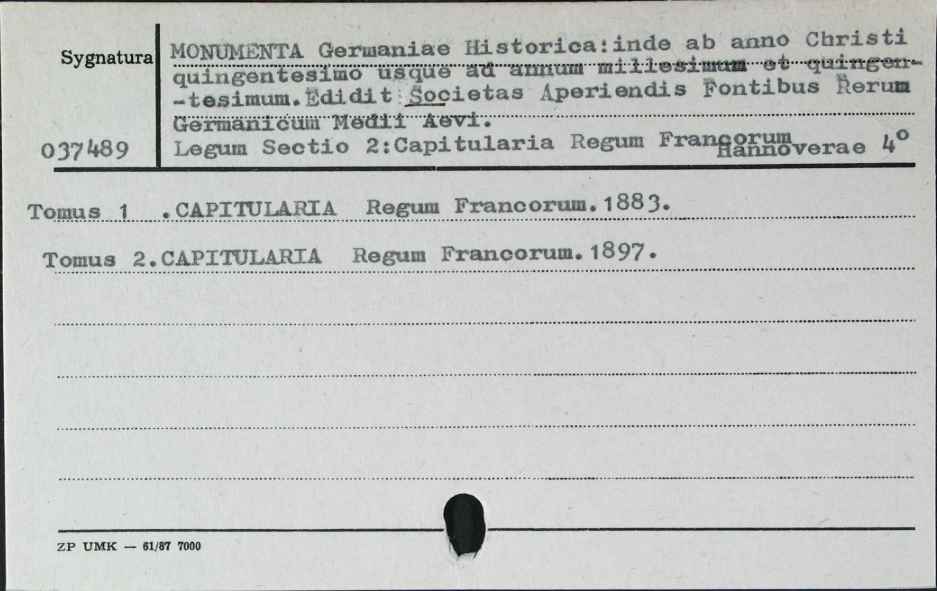 Sygnatura
MONUMENTA Germaniae Historica:inde ab anno Christi
quingentesimo usque ad annum millesimum et quingen-
-tesimum.Edidit Societas Aperiendis Fontibus Rerum
Germanicum Medii Aevi.
037489
Legum Sectio 2:Capitularia Regum Francorum
Hannoverae 4°
Tomus 1 .CAPITULARIA Regum Francorum.1883.
Tomus 2.CAPITULARIA Regum Francorum.1897.
ZP UMK — 61/87 7000